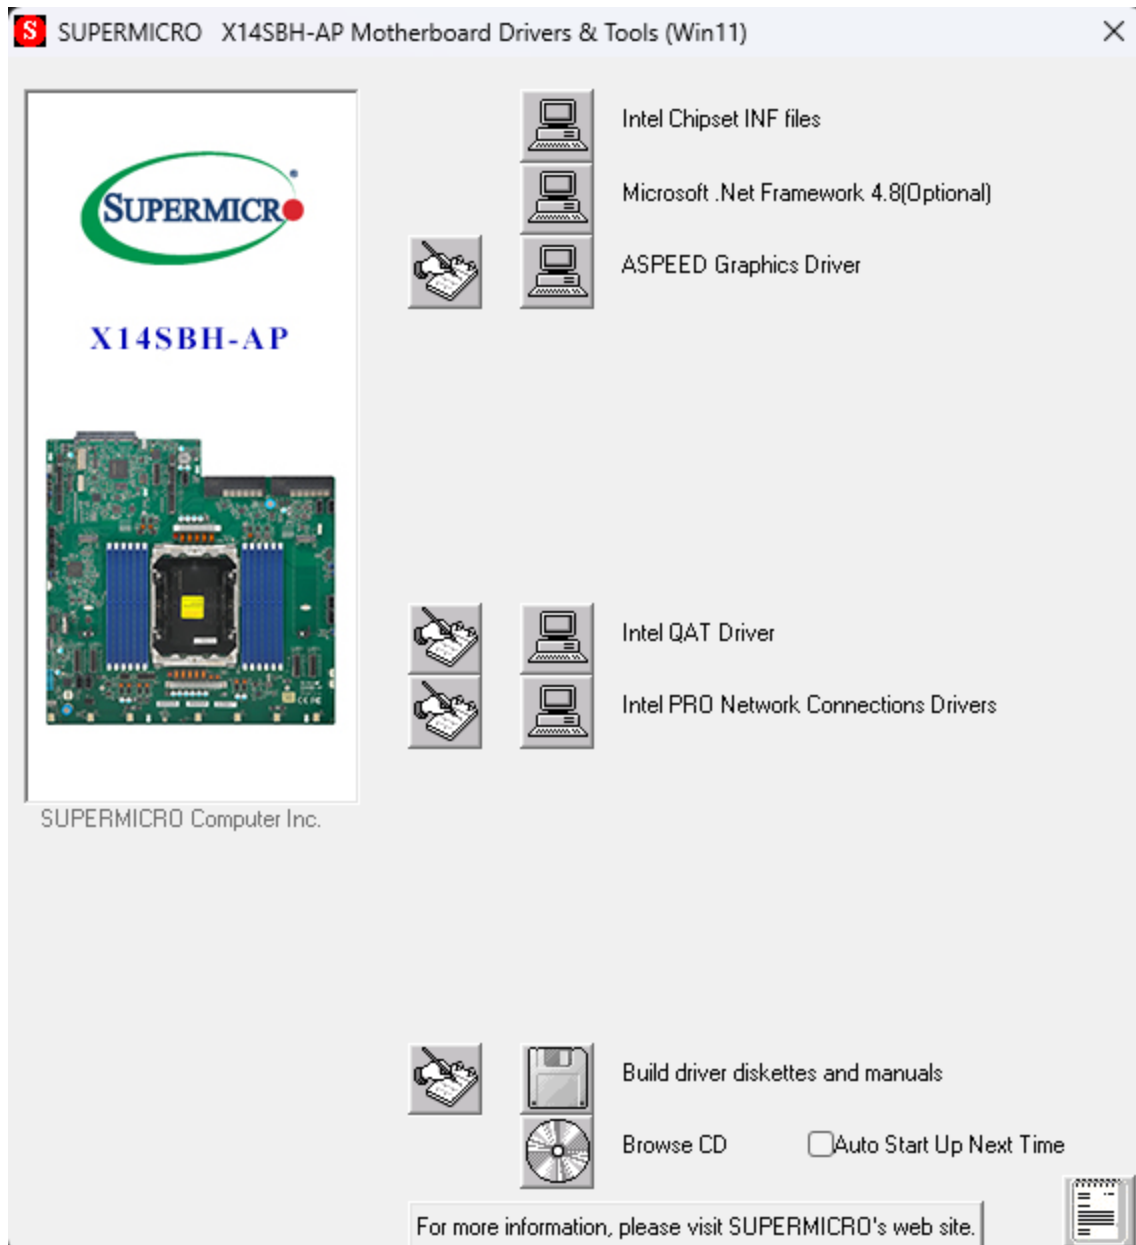 S SUPERMICRO X14SBH-AP Motherboard Drivers & Tools (Win11)
SUPERMICR
X14SBH-AP
SUPERMICRO Computer Inc.
Intel Chipset INF files
Microsoft .Net Framework 4.8(Optional)
ASPEED Graphics Driver
Intel QAT Driver
Intel PRO Network Connections Drivers
Build driver diskettes and manuals
Browse CD
Auto Start Up Next Time
For more information, please visit SUPERMICRO's web site.